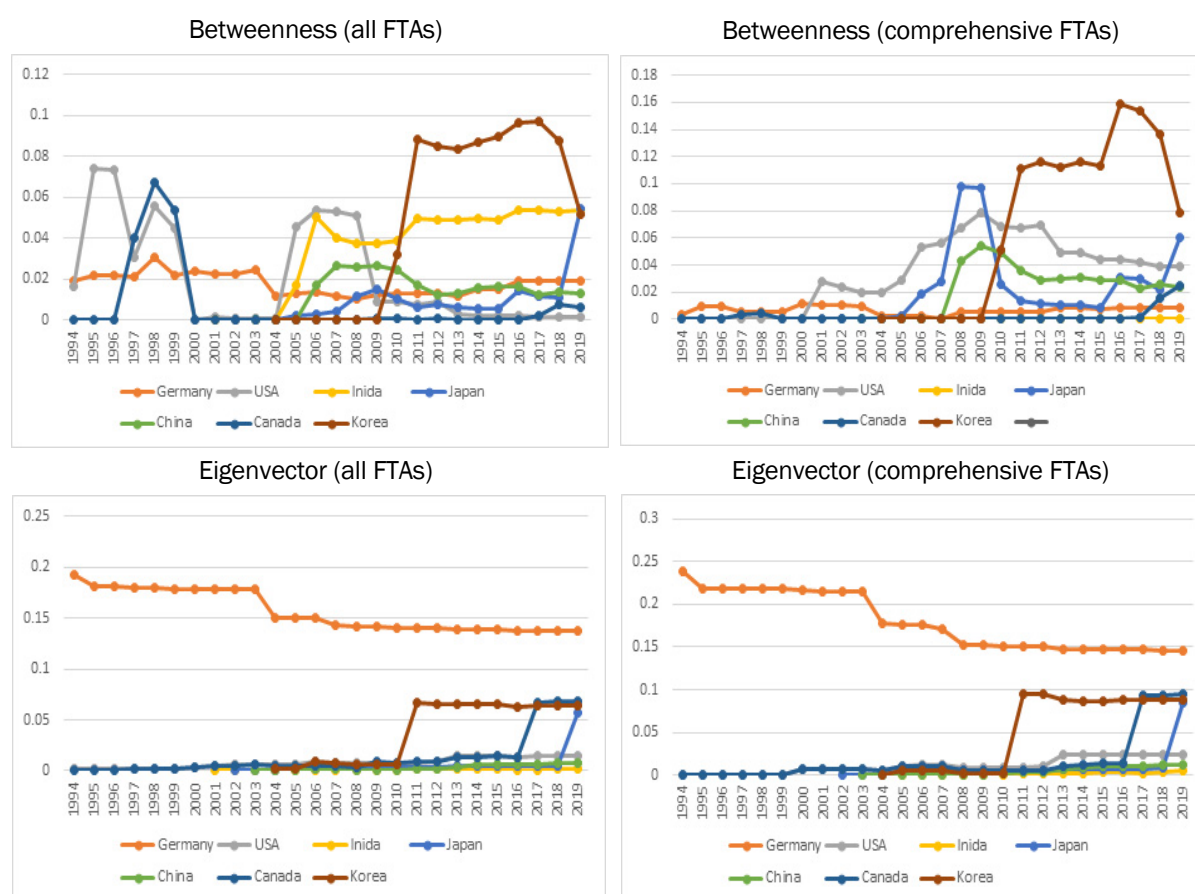 Betweenness (all FTAs)
0.12
0.1
0.08
0.06
0.04
0.02
0
1994 1995 1996 1997 1998 1999 2000 2001 2002 2003 2004 2005 2006 2007 2008 2009 2010 2011 2012 2013 2014 2015 2016 2017 2018 2019
Germany USA Inida Japan
China Canada Korea
Betweenness (comprehensive FTAs)
0.18
0.16
0.14
0.12
0.1
0.08
0.06
0.04
0.02
0
1994 1995 1996 1997 1998 1999 2000 2001 2002 2003 2004 2005 2006 2007 2008 2009 2010 2011 2012 2013 2014 2015 2016 2017 2018 2019
Germany USA Inida Japan
China Canada Korea
Eigenvector (all FTAs)
0.25
0.2
0.15
0.1
0.05
0
1994 1995 1996 1997 1998 1999 2000 2001 2002 2003 2004 2005 2006 2007 2008 2009 2010 2011 2012 2013 2014 2015 2016 2017 2018 2019
Germany USA Inida Japan
China Canada Korea
Eigenvector (comprehensive FTAs)
0.3
0.25
0.2
0.15
0.1
0.05
0
1994 1995 1996 1997 1998 1999 2000 2001 2002 2003 2004 2005 2006 2007 2008 2009 2010 2011 2012 2013 2014 2015 2016 2017 2018 2019
Germany USA Inida Japan
China Canada Korea